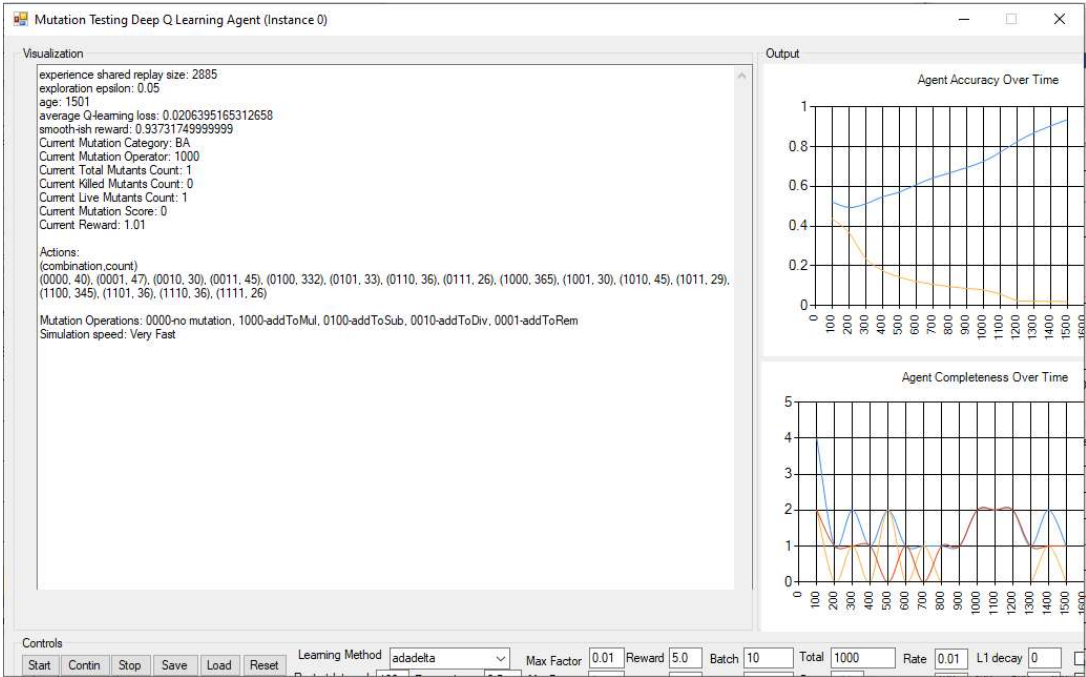 Mutation Testing Deep Q Learning Agent (Instance 0)
Visualization
experience shared replay size: 2885
exploration epsilon: 0.05
age: 1501
average Q-learning loss: 0.0206395165312658
smooth-ish reward: 0.93731749999999
Current Mutation Category: BA
Current Mutation Operator: 1000
Current Total Mutants Count: 1
Current Killed Mutants Count: 0
Current Live Mutants Count: 1
Current Mutation Score: 0
Current Reward: 1.01
Actions:
(combination,count)
(0000, 40), (0001, 47), (0010, 30), (0011, 45), (0100, 332), (0101, 33), (0110, 36), (0111, 26), (1000, 365), (1001, 30), (1010, 45), (1011, 29),
(1100, 345), (1101, 36), (1110, 36), (1111, 26)
Mutation Operations: 0000-no mutation, 1000-addToMul, 0100-addToSub, 0010-addToDiv, 0001-addToRem
Simulation speed: Very Fast
Output
Agent Accuracy Over Time
1
0.8
0.6
0.4
0.2
0
0 100 200 300 400 500 600 700 800 900 1000 1100 1200 1300 1400 1500 1600
Agent Completeness Over Time
5
4
3
2
1
0
0 100 200 300 400 500 600 700 800 900 1000 1100 1200 1300 1400 1500 1600
Controls
Start Contin Stop Save Load Reset Learning Method adadelta Max Factor 0.01 Reward 5.0 Batch 10 Total 1000 Rate 0.01 L1 decay 0